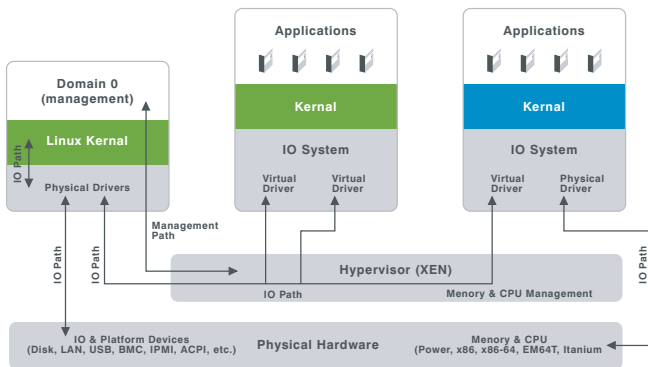 Applications
Applications
Domain 0
(management)
Kernal
Kernal
Linux Kernal
IO Path
IO System
IO System
Physical Drivers
Virtual
Driver
Virtual
Driver
Virtual
Driver
Physical
Driver
Management
Path
IO Path
IO Path
IO Path
Hypervisor (XEN)
IO Path
Menory & CPU Management
IO & Platform Devices
(Disk, LAN, USB, BMC, IPMI, ACPI, etc.)
Physical Hardware
Menory & CPU
(Power, x86, x86-64, EM64T, Itanium